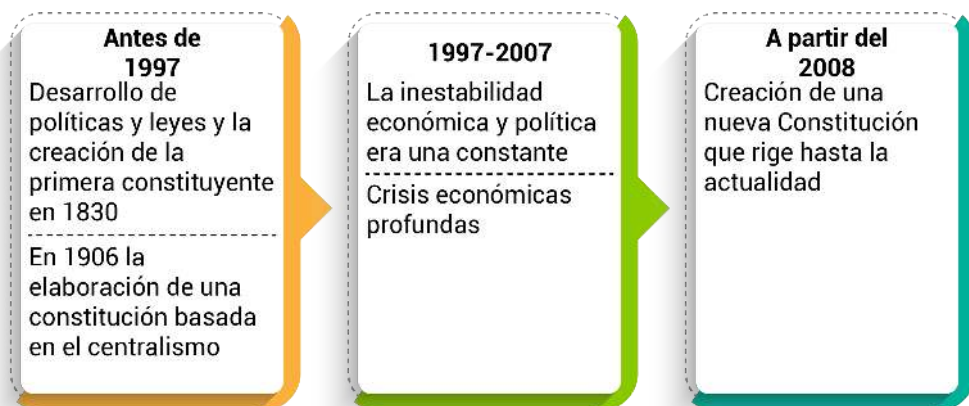 Antes de
1997
Desarrollo de
políticas y leyes y la
creación de la
primera constituyente
en 1830
En 1906 la
elaboración de una
constitución basada
en el centralismo
1997-2007
La inestabilidad
económica y política
era una constante
Crisis económicas
profundas
A partir del
2008
Creación de una
nueva Constitución
que rige hasta la
actualidad